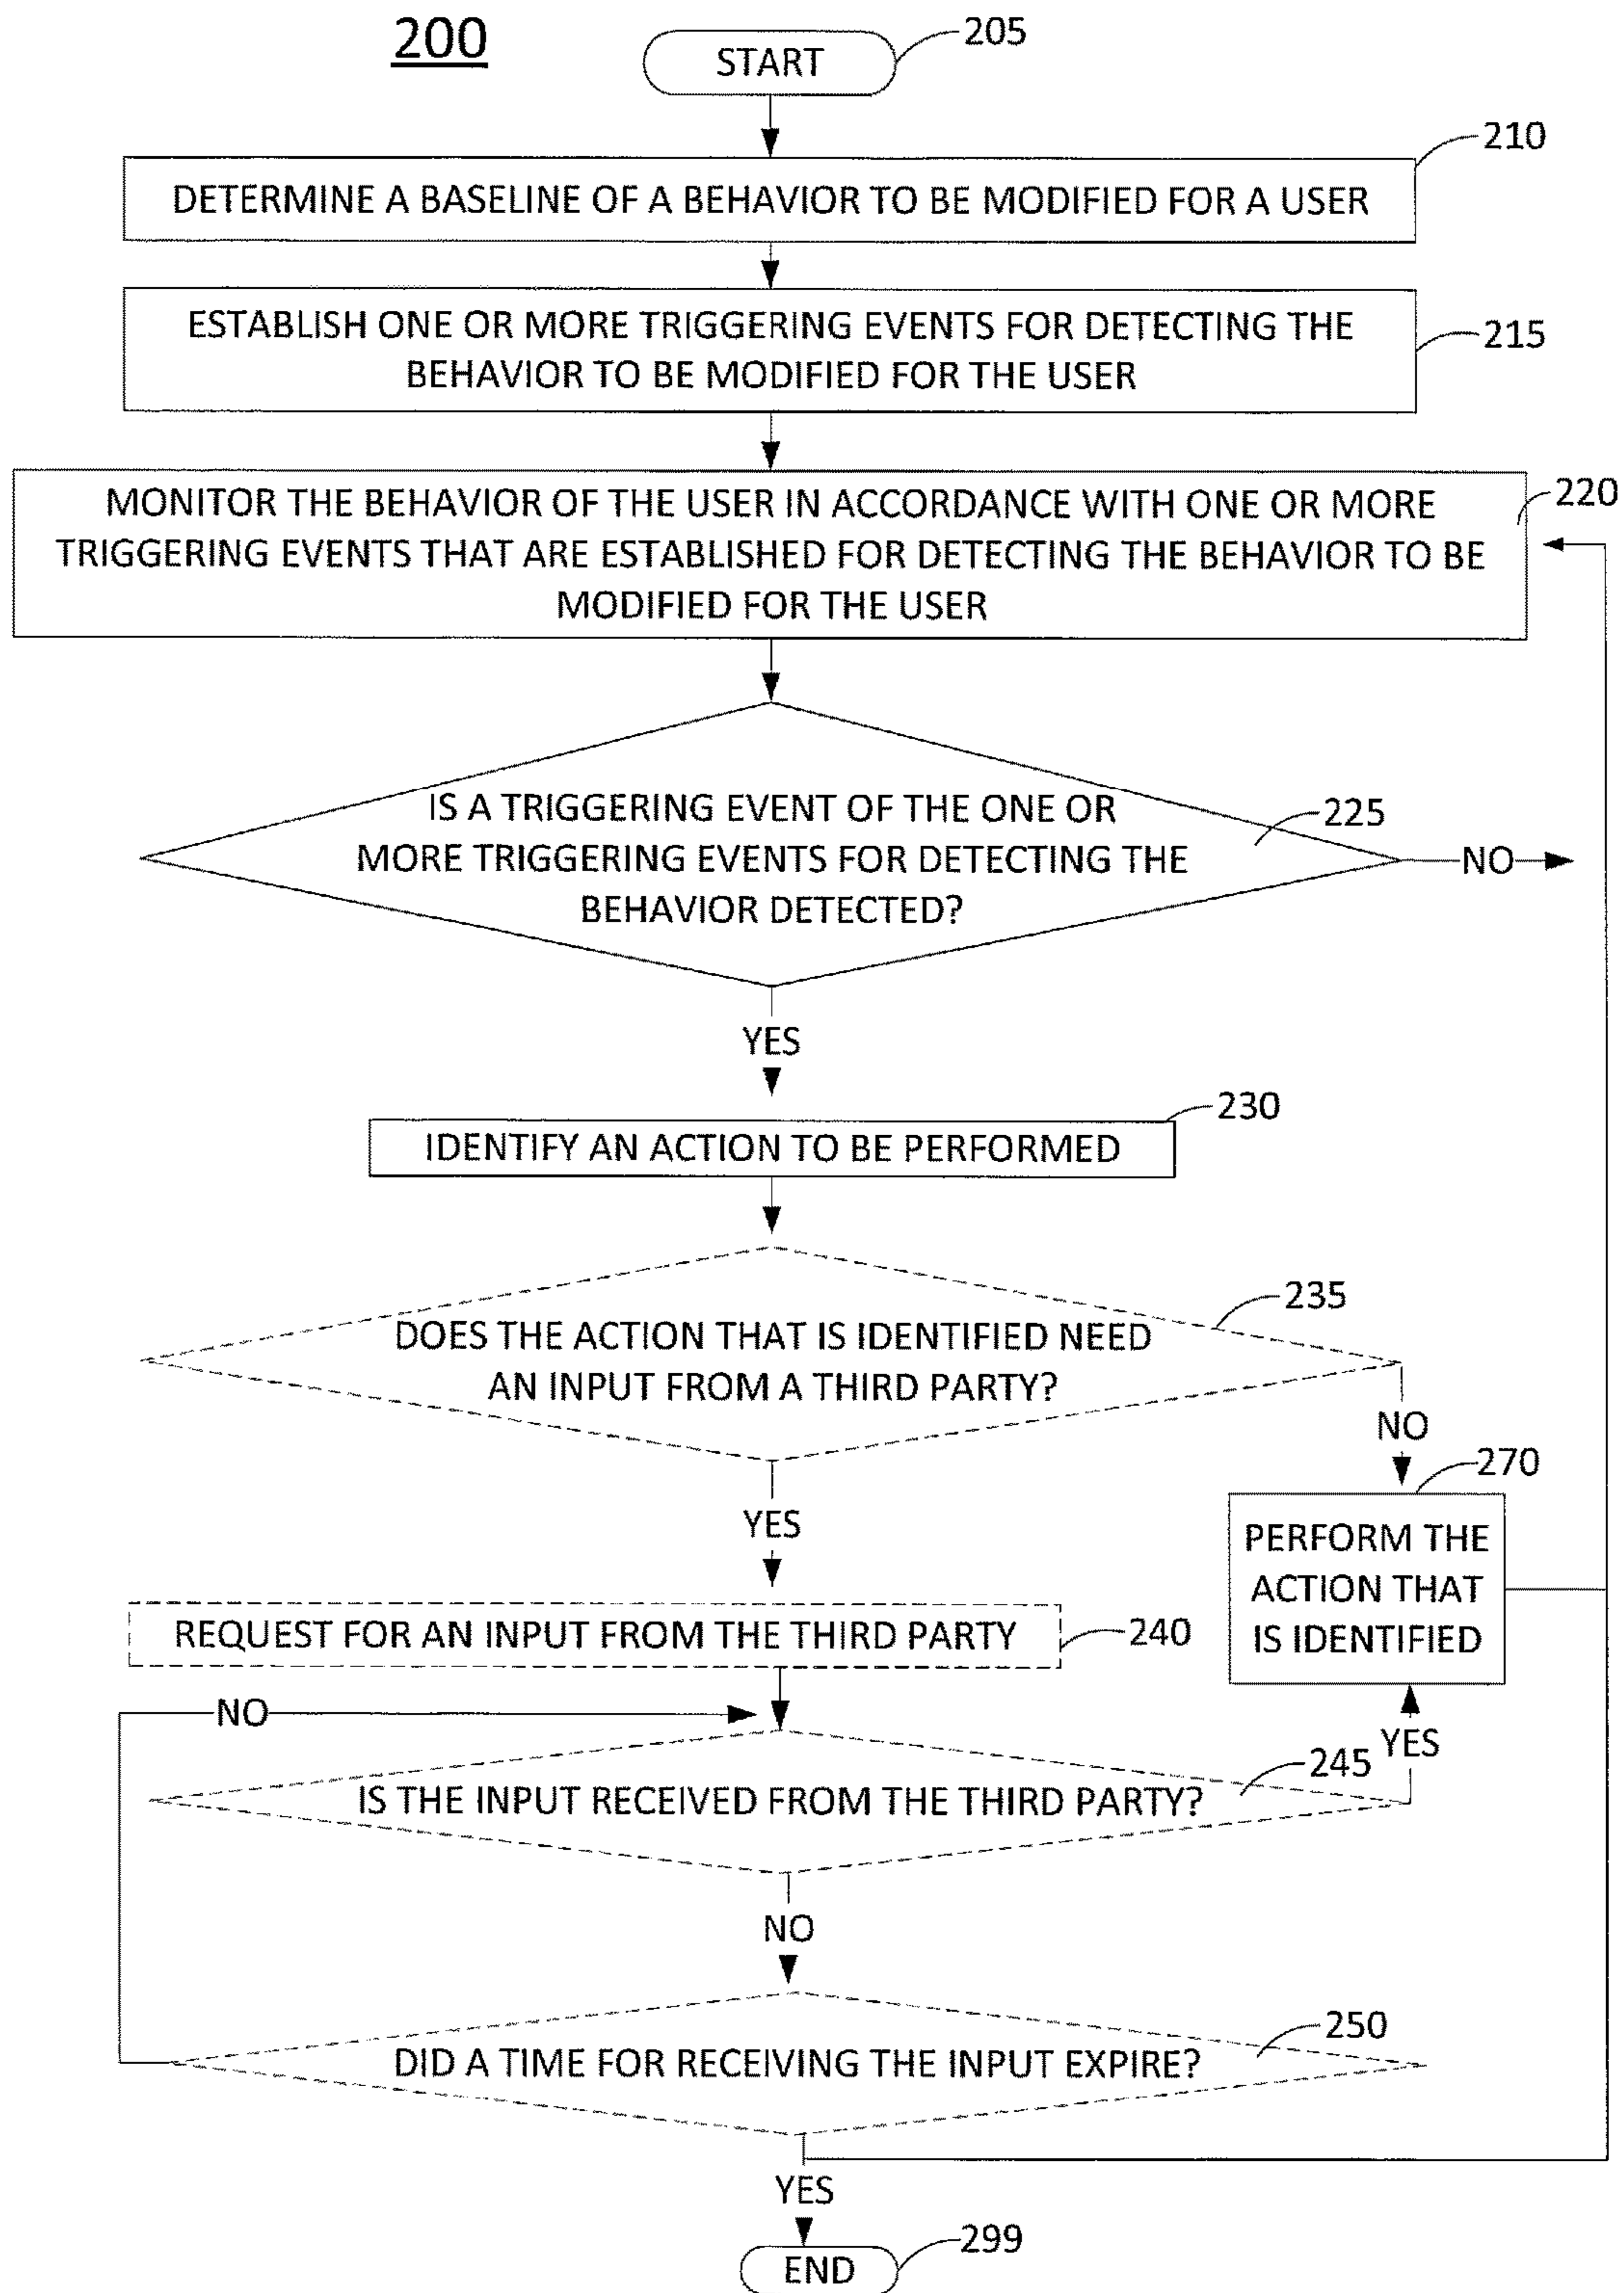 200
START
205
210
DETERMINE A BASELINE OF A BEHAVIOR TO BE MODIFIED FOR A USER
ESTABLISH ONE OR MORE TRIGGERING EVENTS FOR DETECTING THE
BEHAVIOR TO BE MODIFIED FOR THE USER
215
MONITOR THE BEHAVIOR OF THE USER IN ACCORDANCE WITH ONE OR MORE
TRIGGERING EVENTS THAT ARE ESTABLISHED FOR DETECTING THE BEHAVIOR TO BE
MODIFIED FOR THE USER
220
IS A TRIGGERING EVENT OF THE ONE OR
MORE TRIGGERING EVENTS FOR DETECTING THE
BEHAVIOR DETECTED?
225
NO
YES
230
IDENTIFY AN ACTION TO BE PERFORMED
235
DOES THE ACTION THAT IS IDENTIFIED NEED
AN INPUT FROM A THIRD PARTY?
NO
270
YES
PERFORM THE
ACTION THAT
IS IDENTIFIED
REQUEST FOR AN INPUT FROM THE THIRD PARTY
240
NO
YES
245
IS THE INPUT RECEIVED FROM THE THIRD PARTY?
NO
250
DID A TIME FOR RECEIVING THE INPUT EXPIRE?
YES
299
END